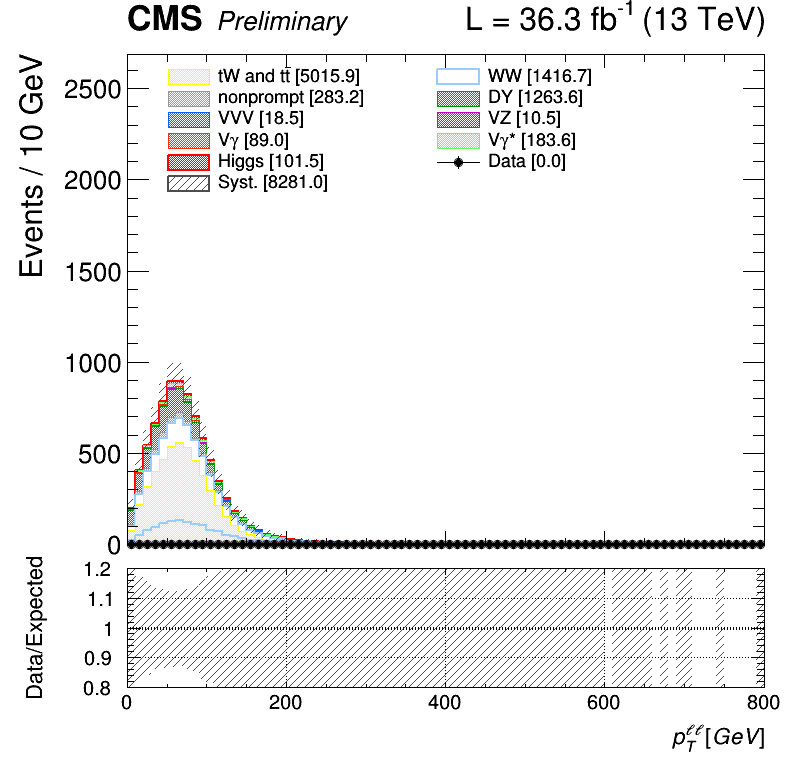 CMS Preliminary L = 36.3 fb⁻¹ (13 TeV)
Events / 10 GeV
2500
2000
1500
1000
500
0
tW and tt̅ [5015.9]
nonprompt [283.2]
VVV [18.5]
Vγ [89.0]
Higgs [101.5]
Syst. [8281.0]
WW [1416.7]
DY [1263.6]
VZ [10.5]
Vγ* [183.6]
Data [0.0]
Data/Expected
1.2
1.1
1
0.9
0.8
0 200 400 600 800
p_T^ℓℓ [GeV]